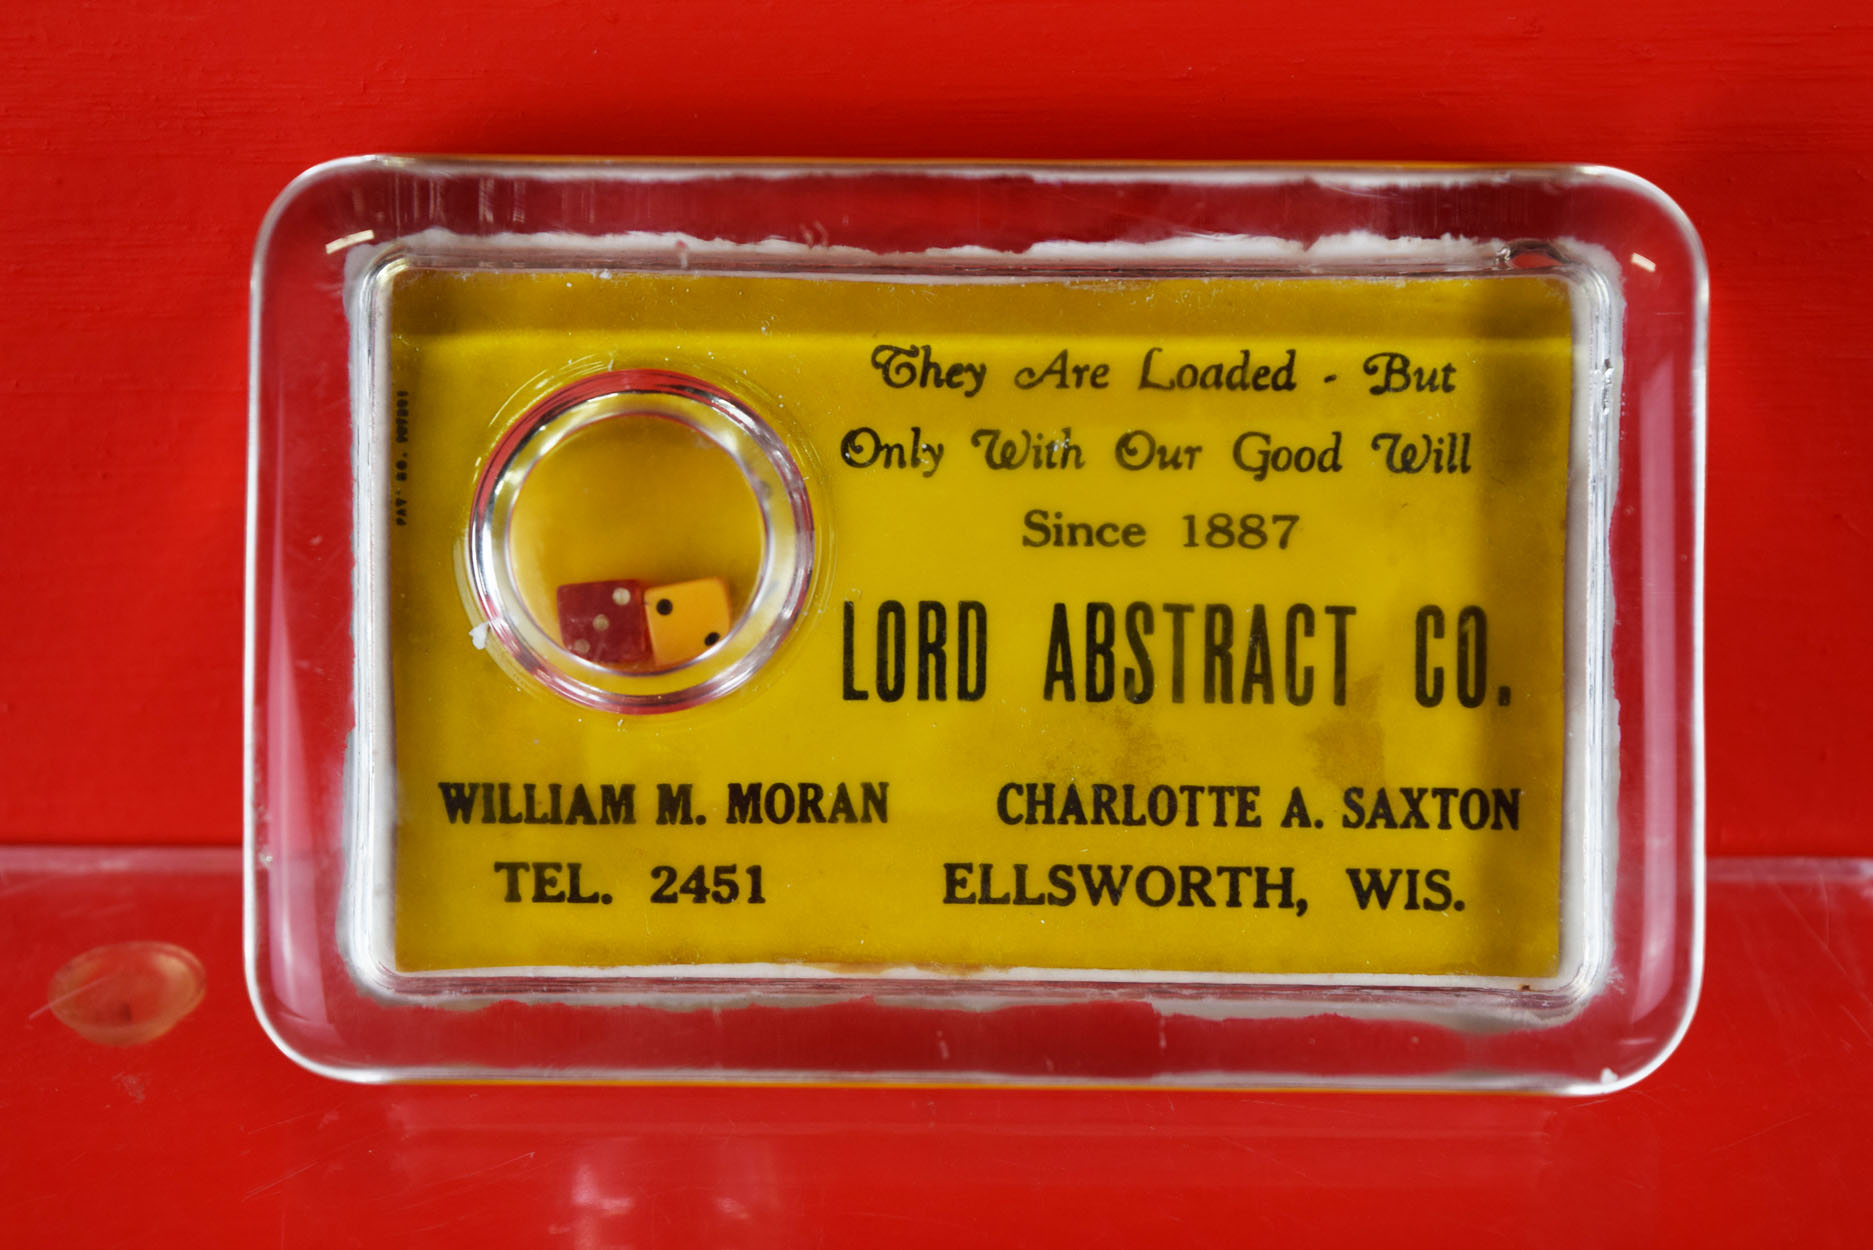 They Are Loaded - But
Only With Our Good Will
Since 1887
LORD ABSTRACT CO.
WILLIAM M. MORAN
CHARLOTTE A. SAXTON
TEL. 2451
ELLSWORTH, WIS.